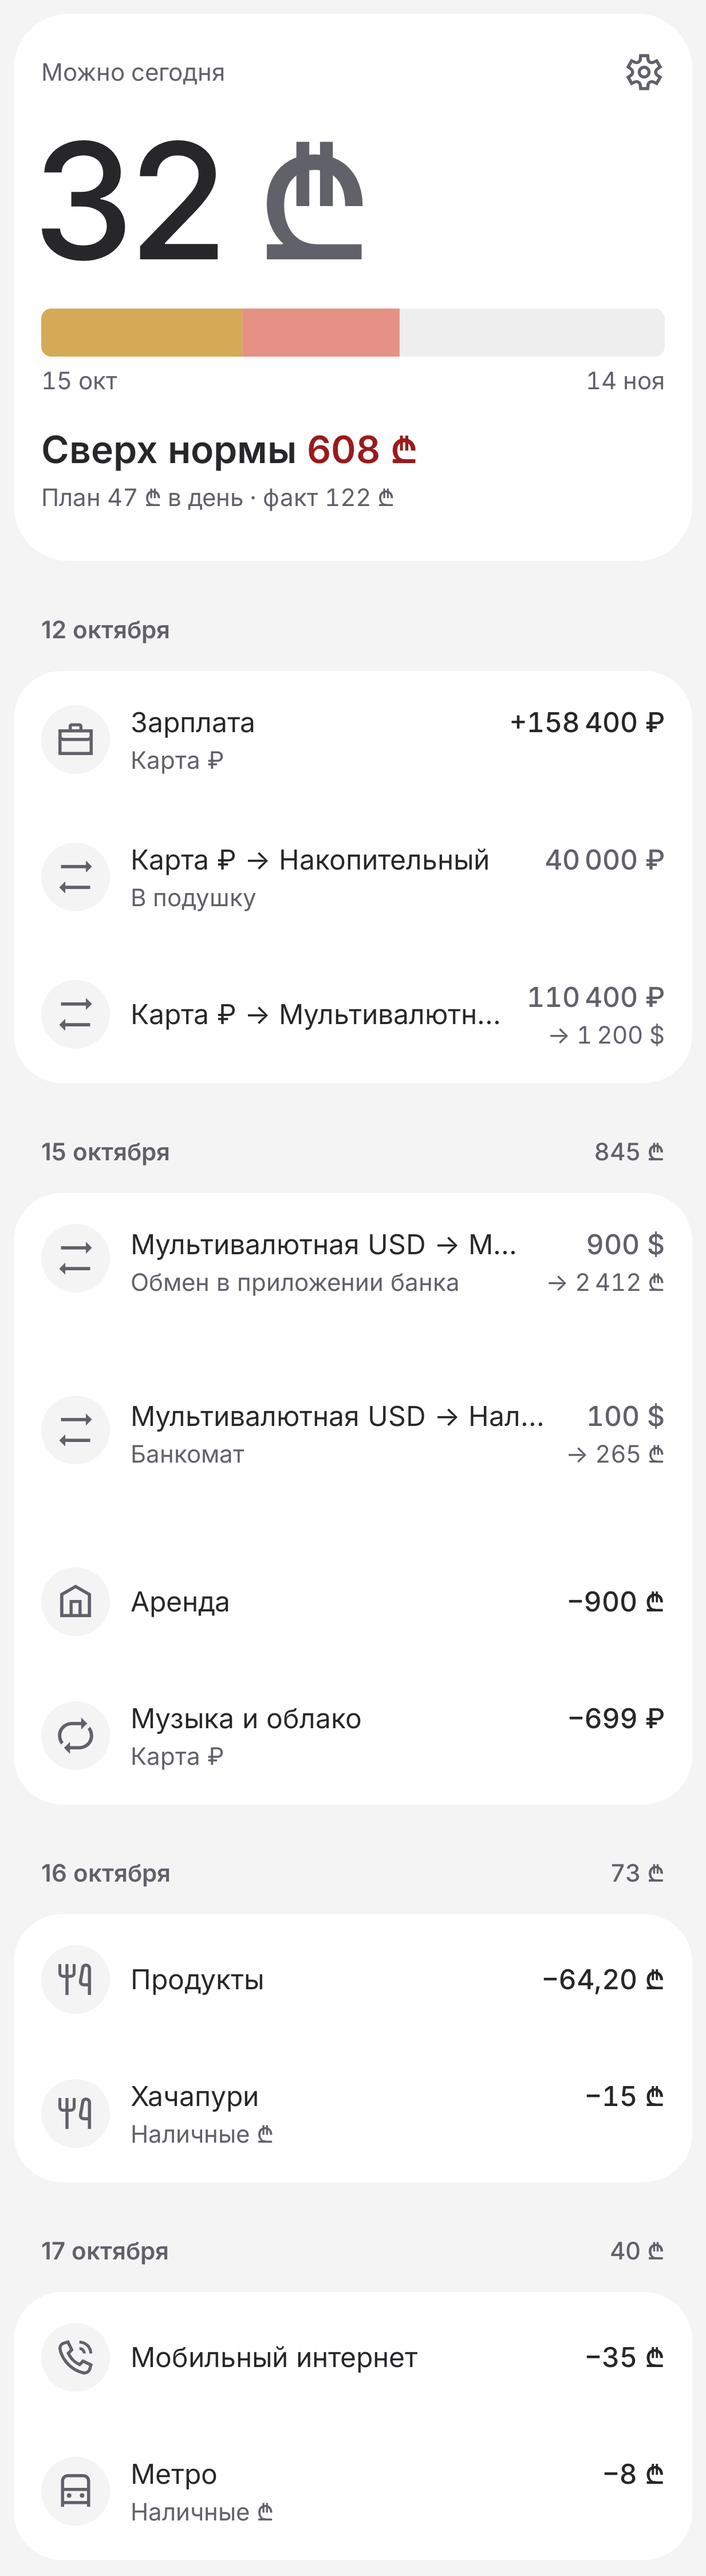 Можно сегодня
32 ₾
15 окт
14 ноя
Сверх нормы 608 ₾
План 47 ₾ в день · факт 122 ₾
12 октября
Зарплата
+158 400 ₽
Карта ₽
Карта ₽ → Накопительный
40 000 ₽
В подушку
Карта ₽ → Мультивалютн...
110 400 ₽
→ 1 200 $
15 октября
845 ₾
Мультивалютная USD → М...
900 $
Обмен в приложении банка
→ 2 412 ₾
Мультивалютная USD → Нал...
100 $
Банкомат
→ 265 ₾
Аренда
−900 ₾
Музыка и облако
−699 ₽
Карта ₽
16 октября
73 ₾
Продукты
−64,20 ₾
Хачапури
−15 ₾
Наличные ₾
17 октября
40 ₾
Мобильный интернет
−35 ₾
Метро
−8 ₾
Наличные ₾